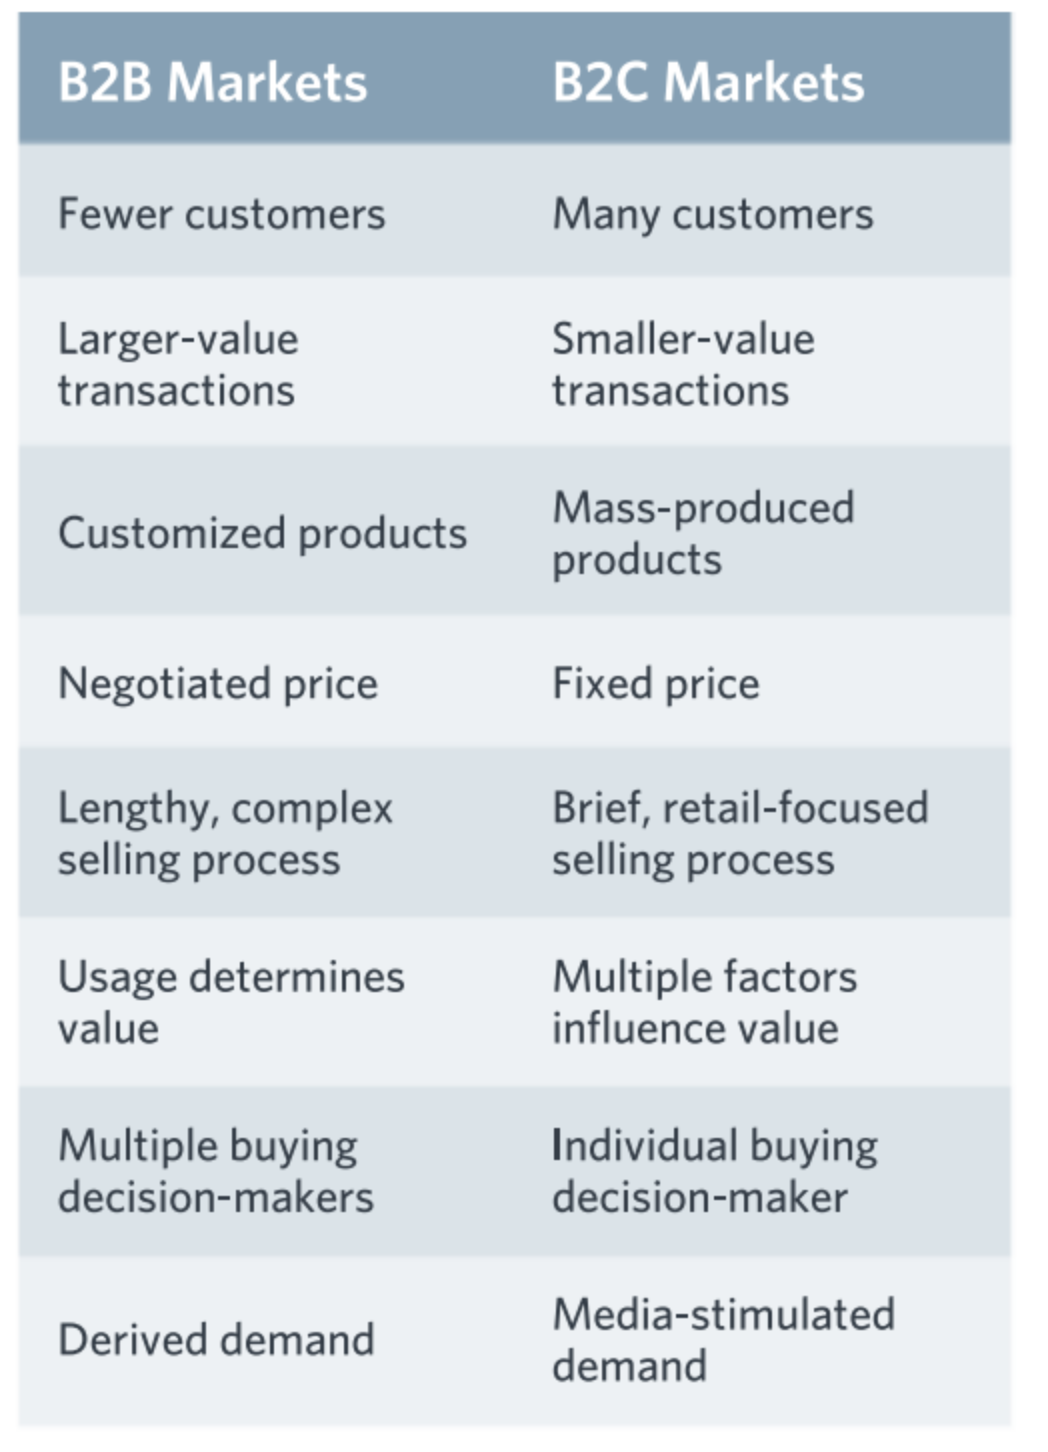 B2B Markets
B2C Markets
Fewer customers
Many customers
Larger-value
transactions
Smaller-value
transactions
Customized products
Mass-produced
products
Negotiated price
Fixed price
Lengthy, complex
selling process
Brief, retail-focused
selling process
Usage determines
value
Multiple factors
influence value
Multiple buying
decision-makers
Individual buying
decision-maker
Derived demand
Media-stimulated
demand